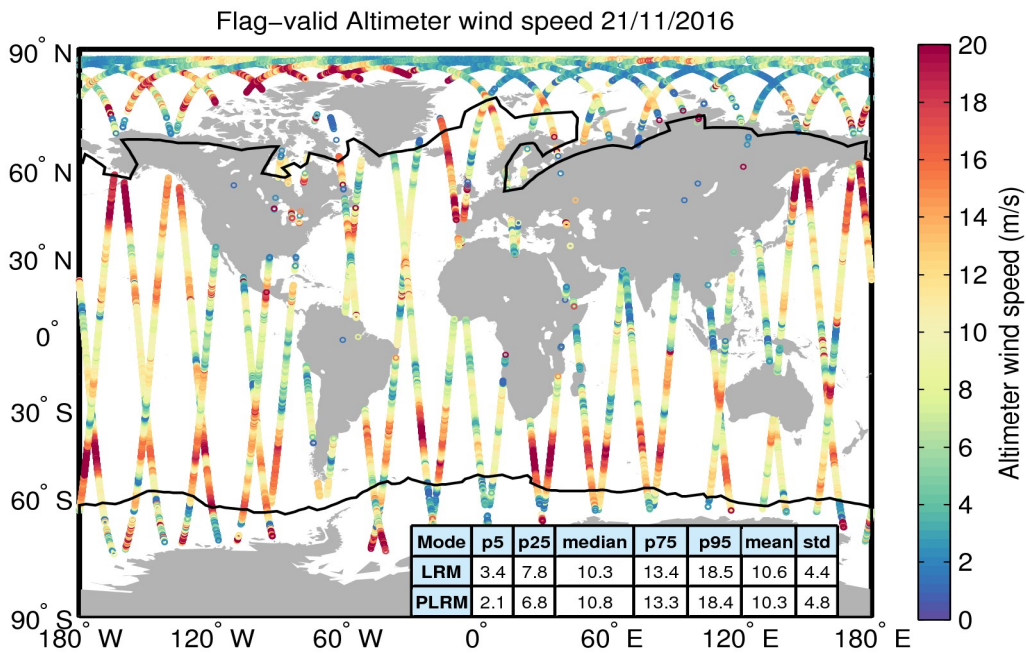 Flag−valid Altimeter wind speed 21/11/2016
90° N
60° N
30° N
0°
30° S
60° S
90° S
180° W
120° W
60° W
0°
60° E
120° E
180° E
Mode p5 p25 median p75 p95 mean std
LRM 3.4 7.8 10.3 13.4 18.5 10.6 4.4
PLRM 2.1 6.8 10.8 13.3 18.4 10.3 4.8
20
18
16
14
12
10
8
6
4
2
0
Altimeter wind speed (m/s)